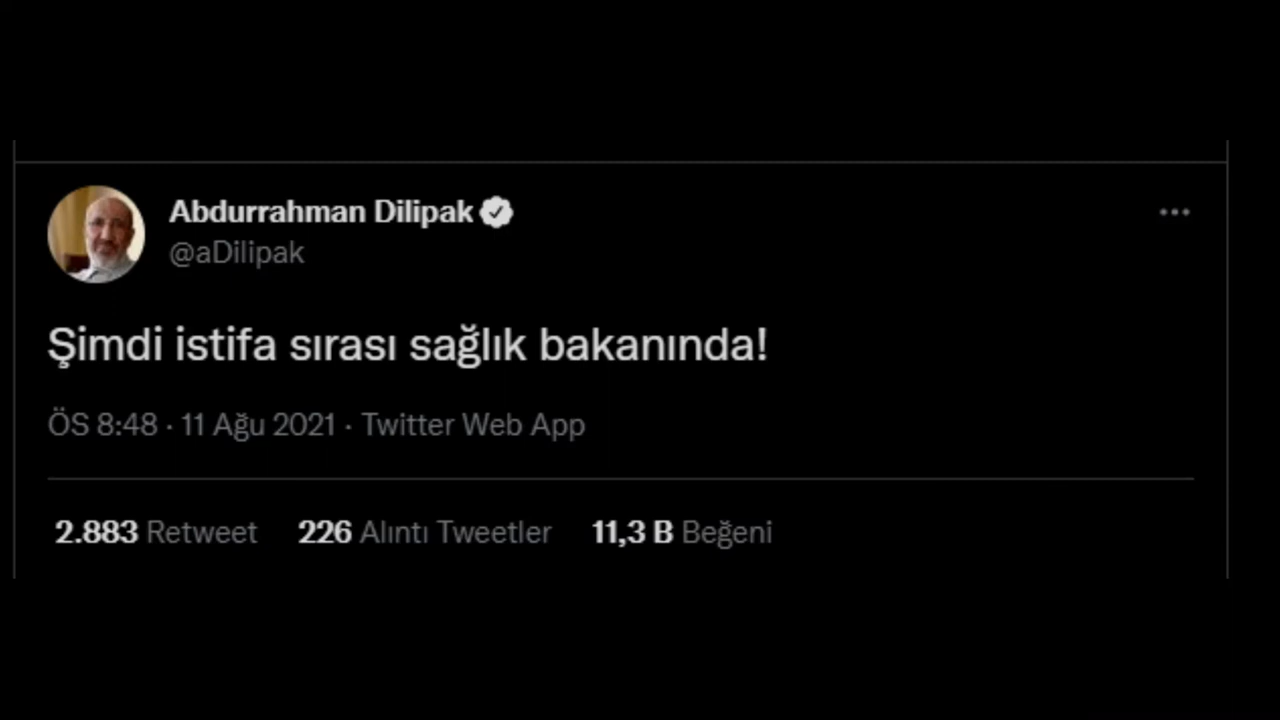 Abdurrahman Dilipak
@aDilipak
Şimdi istifa sırası sağlık bakanında!
ÖS 8:48 · 11 Ağu 2021 · Twitter Web App
2.883 Retweet 226 Alıntı Tweetler 11,3 B Beğeni